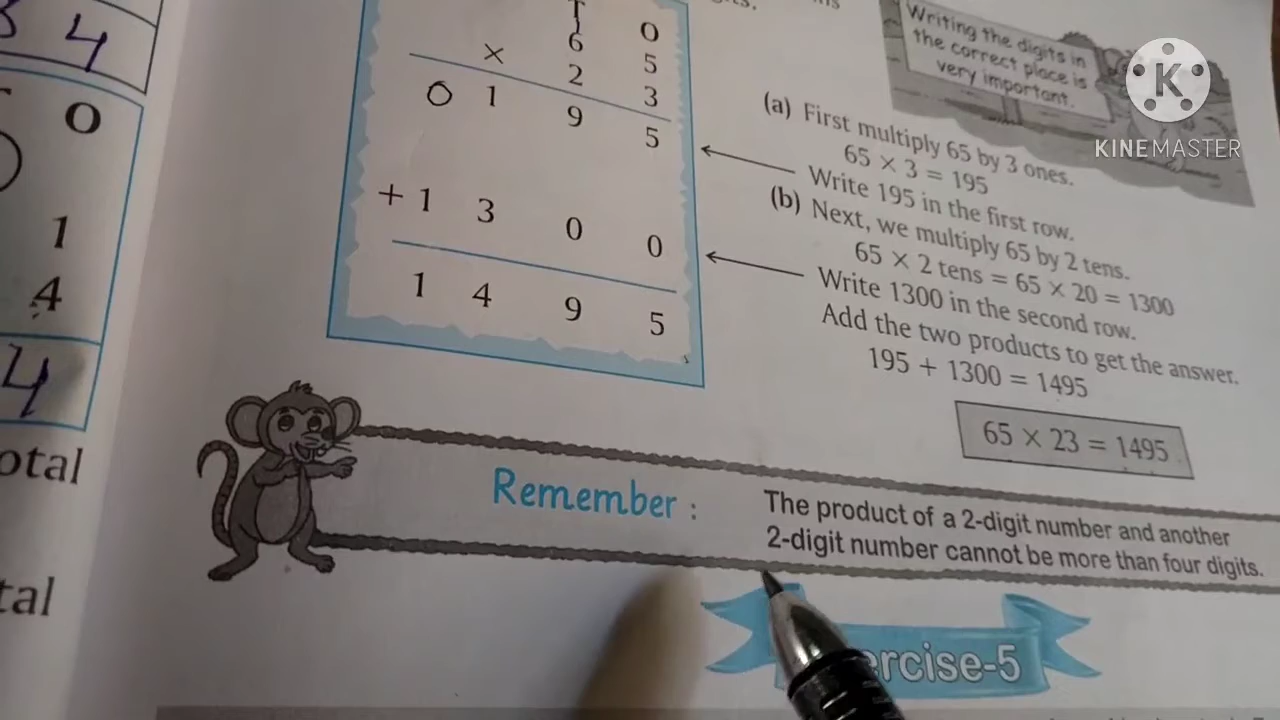 3 4
O
1
4
4
otal
tal
T O
6 5
× 2 3
0 1 9 5
+ 1 3 0 0
1 4 9 5
Writing the digits in
the correct place is
very important.
KINEMASTER
(a) First multiply 65 by 3 ones.
65 × 3 = 195
Write 195 in the first row.
(b) Next, we multiply 65 by 2 tens.
65 × 2 tens = 65 × 20 = 1300
Write 1300 in the second row.
Add the two products to get the answer.
195 + 1300 = 1495
65 × 23 = 1495
Remember :
The product of a 2-digit number and another
2-digit number cannot be more than four digits.
ercise-5